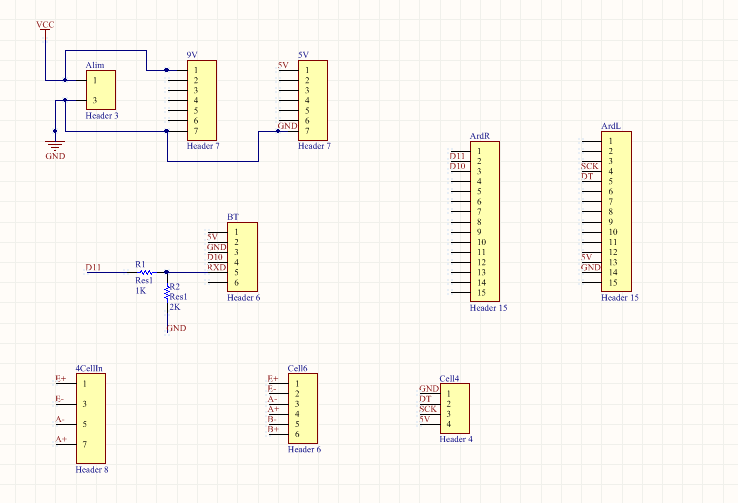 VCC
Alim
1
3
Header 3
GND
9V
1
2
3
4
5
6
7
Header 7
5V
5V
1
2
3
4
5
6
GND
7
Header 7
ArdR
1
D11
2
D10
3
4
5
6
7
8
9
10
11
12
13
14
15
Header 15
ArdL
1
2
3
SCK
4
DT
5
6
7
8
9
10
11
12
5V
13
GND
14
15
Header 15
BT
1
5V
2
GND
3
D10
4
RXD
5
6
Header 6
D11
R1
Res1
1K
R2
Res1
2K
GND
4CellIn
E+
1
E-
3
A-
5
A+
7
Header 8
Cell6
E+
1
E-
2
A-
3
A+
4
B-
5
B+
6
Header 6
Cell4
GND
1
DT
2
SCK
3
5V
4
Header 4